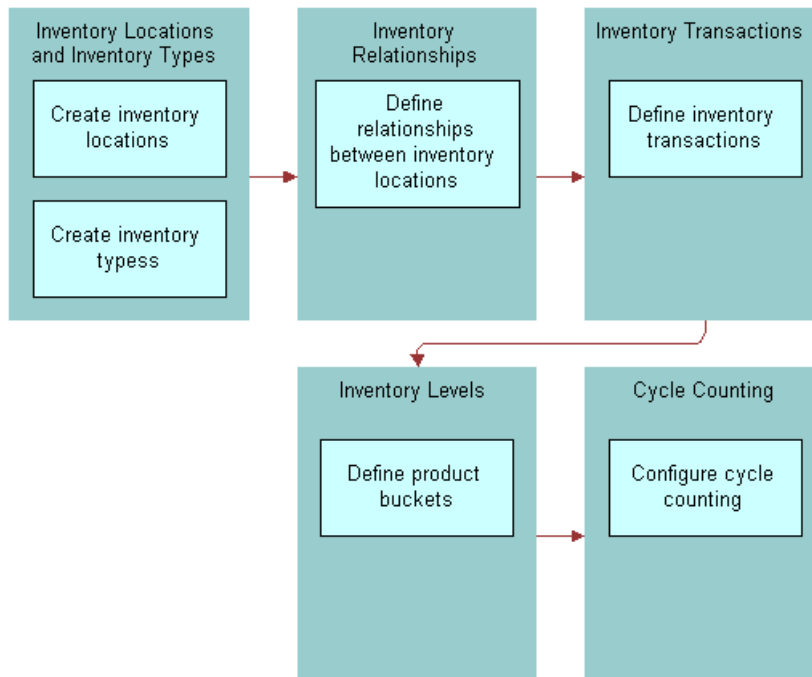 Inventory Locations
and Inventory Types
Create inventory
locations
Create inventory
typess
Inventory
Relationships
Define
relationships
between inventory
locations
Inventory Transactions
Define inventory
transactions
Inventory Levels
Define product
buckets
Cycle Counting
Configure cycle
counting